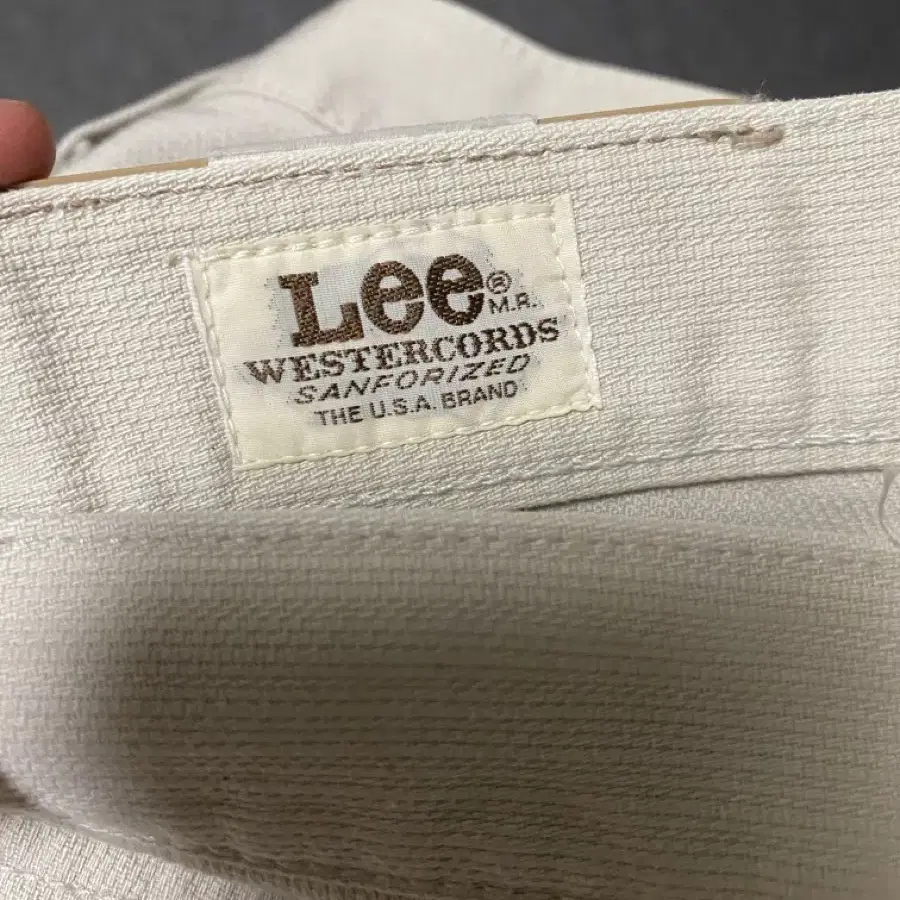 Lee® M.R.
WESTERCORDS
SANFORIZED
THE U.S.A. BRAND